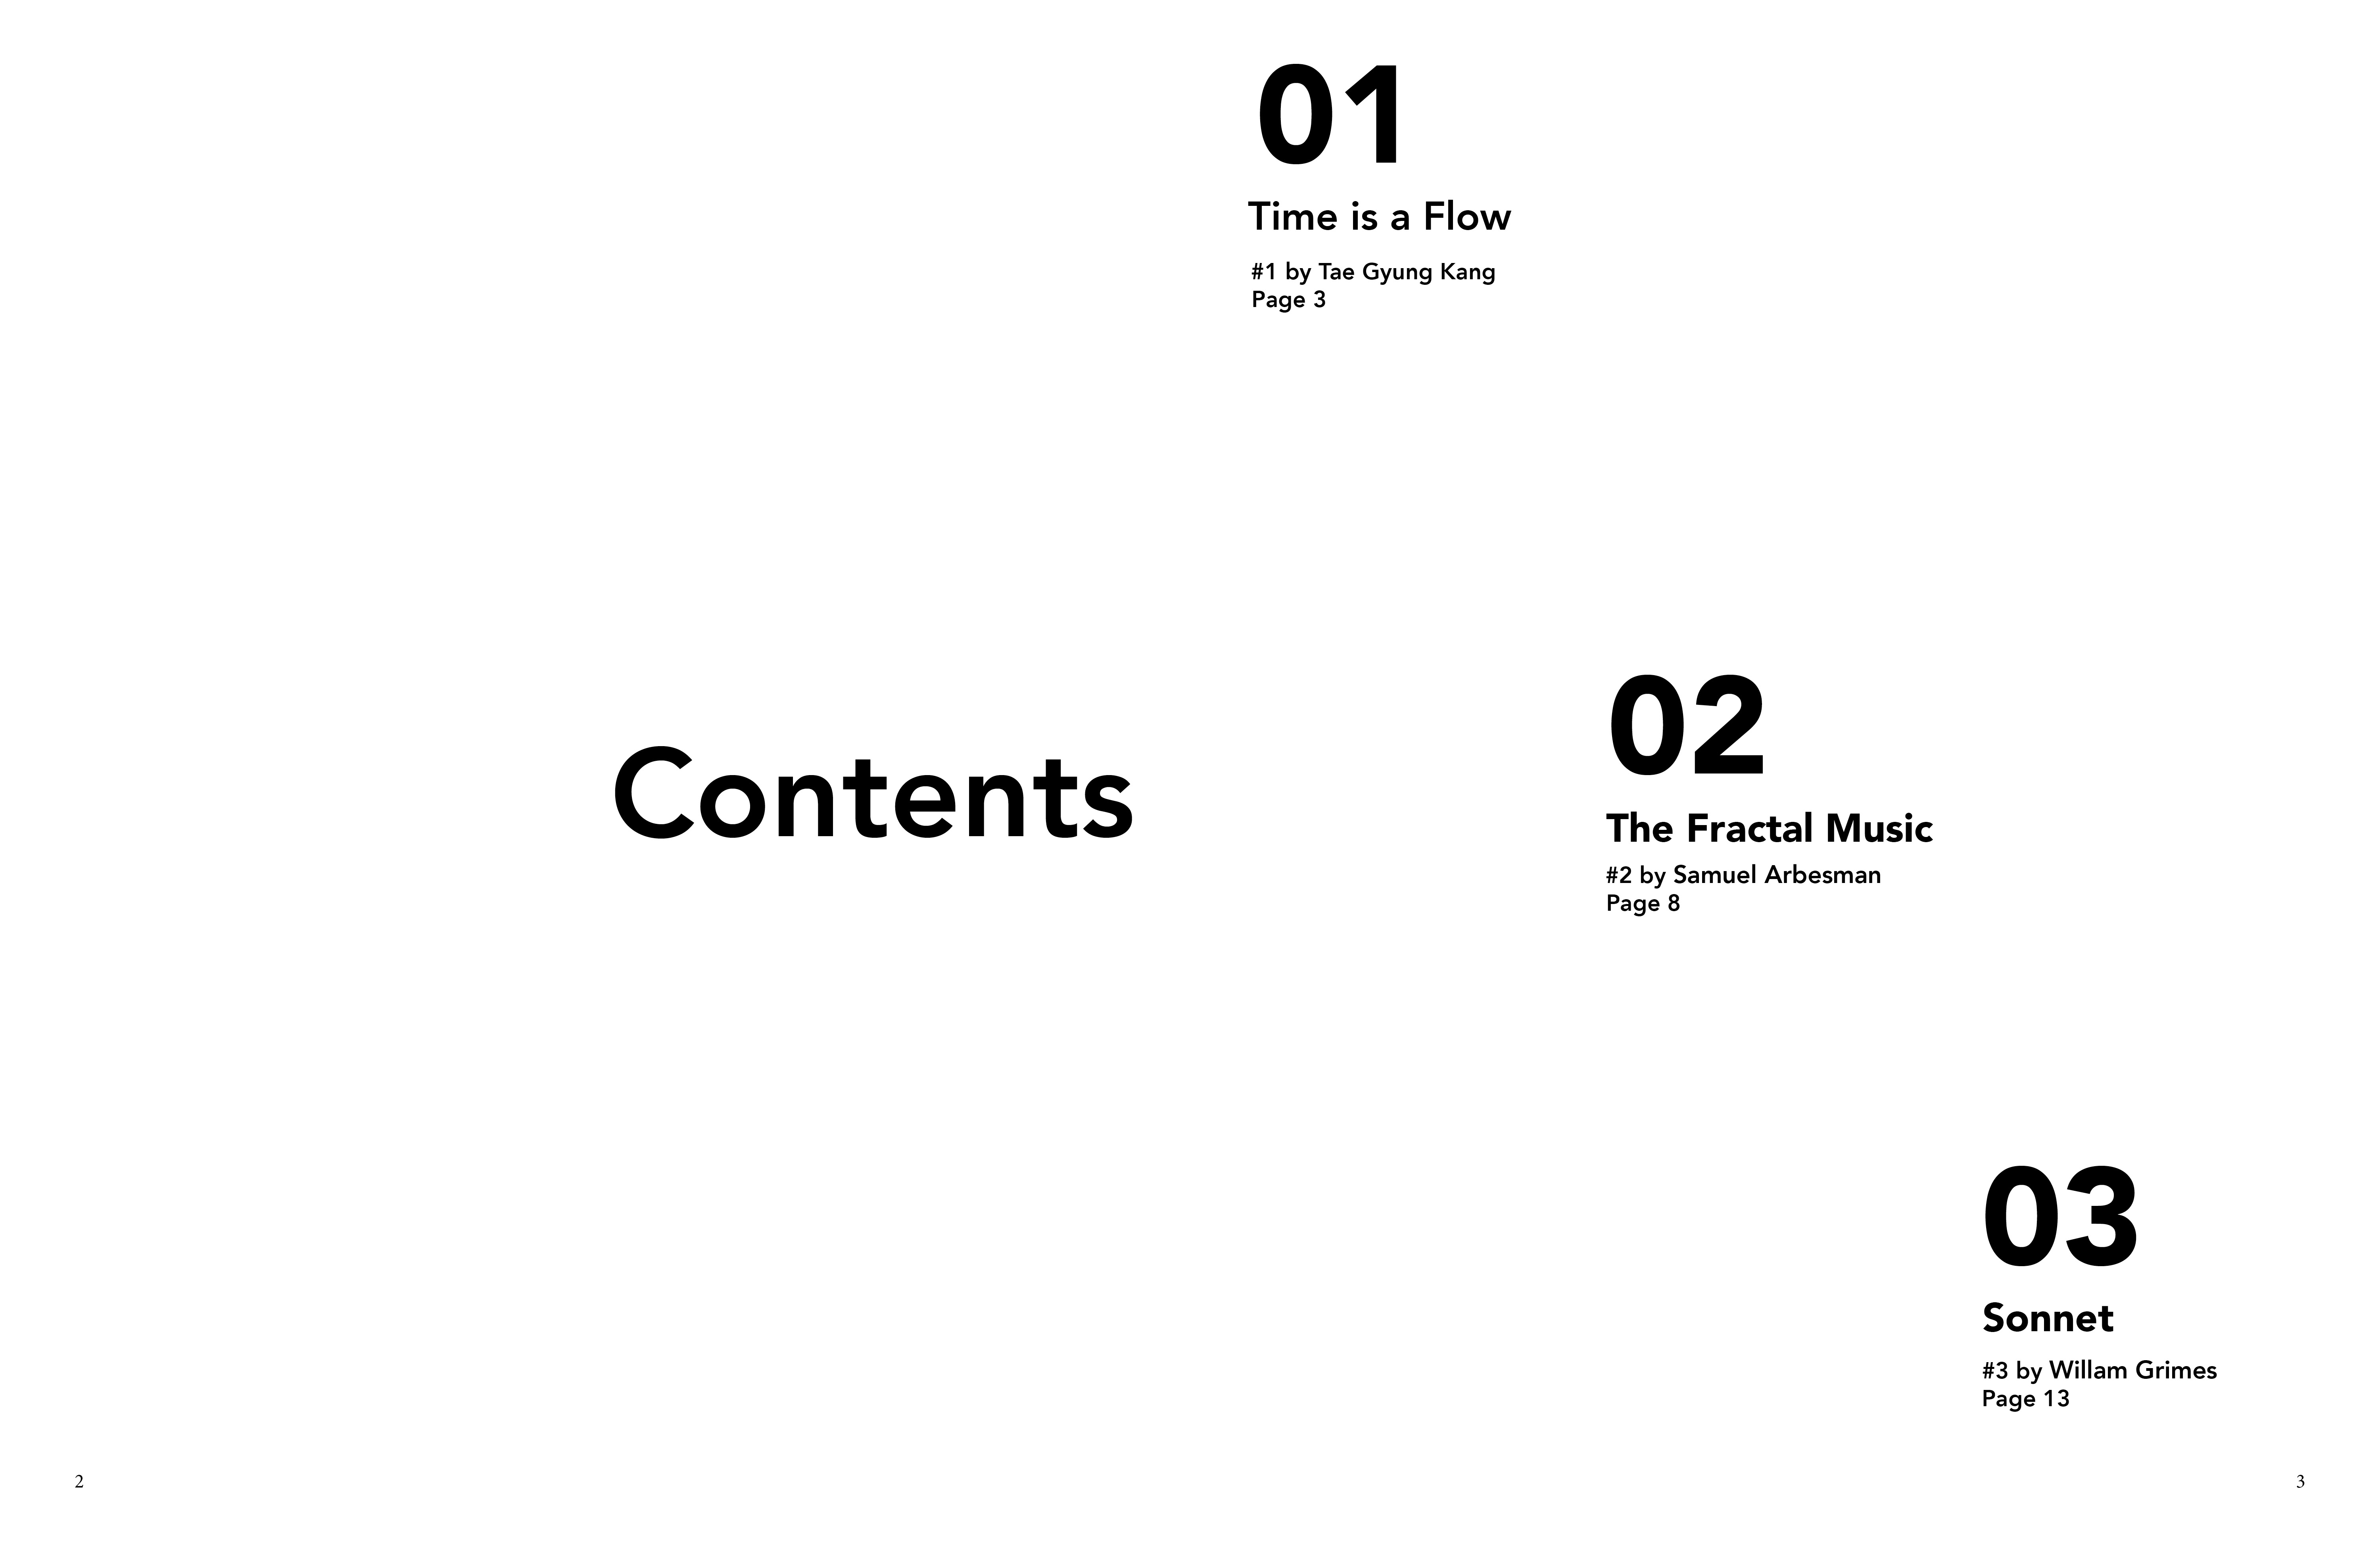 Contents
2
01
Time is a Flow
#1 by Tae Gyung Kang
Page 3
02
The Fractal Music
#2 by Samuel Arbesman
Page 8
03
Sonnet
#3 by Willam Grimes
Page 13
3